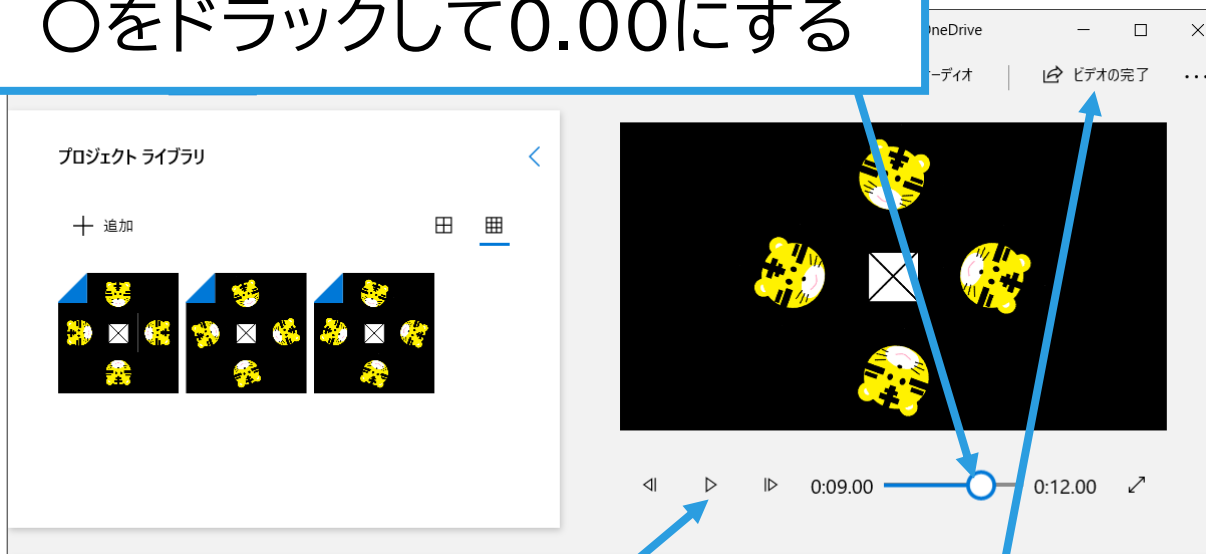 〇をドラックして0.00にする
neDrive
ーディオ
ビデオの完了
プロジェクト ライブラリ
追加
0:09.00
0:12.00